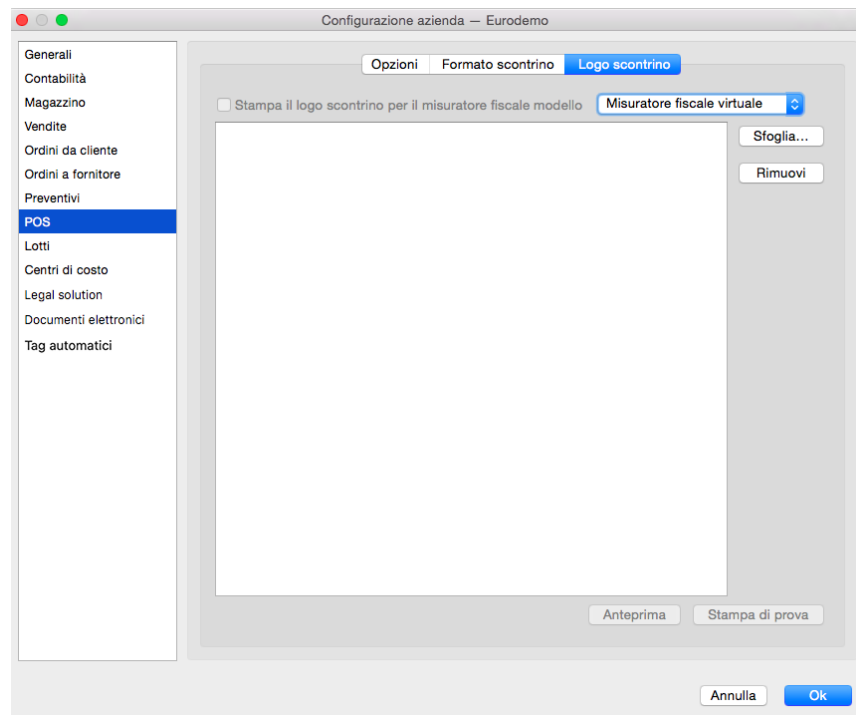 Configurazione azienda — Eurodemo
Generali
Contabilità
Magazzino
Vendite
Ordini da cliente
Ordini a fornitore
Preventivi
POS
Lotti
Centri di costo
Legal solution
Documenti elettronici
Tag automatici
Opzioni Formato scontrino Logo scontrino
Stampa il logo scontrino per il misuratore fiscale modello Misuratore fiscale virtuale
Sfoglia...
Rimuovi
Anteprima Stampa di prova
Annulla Ok